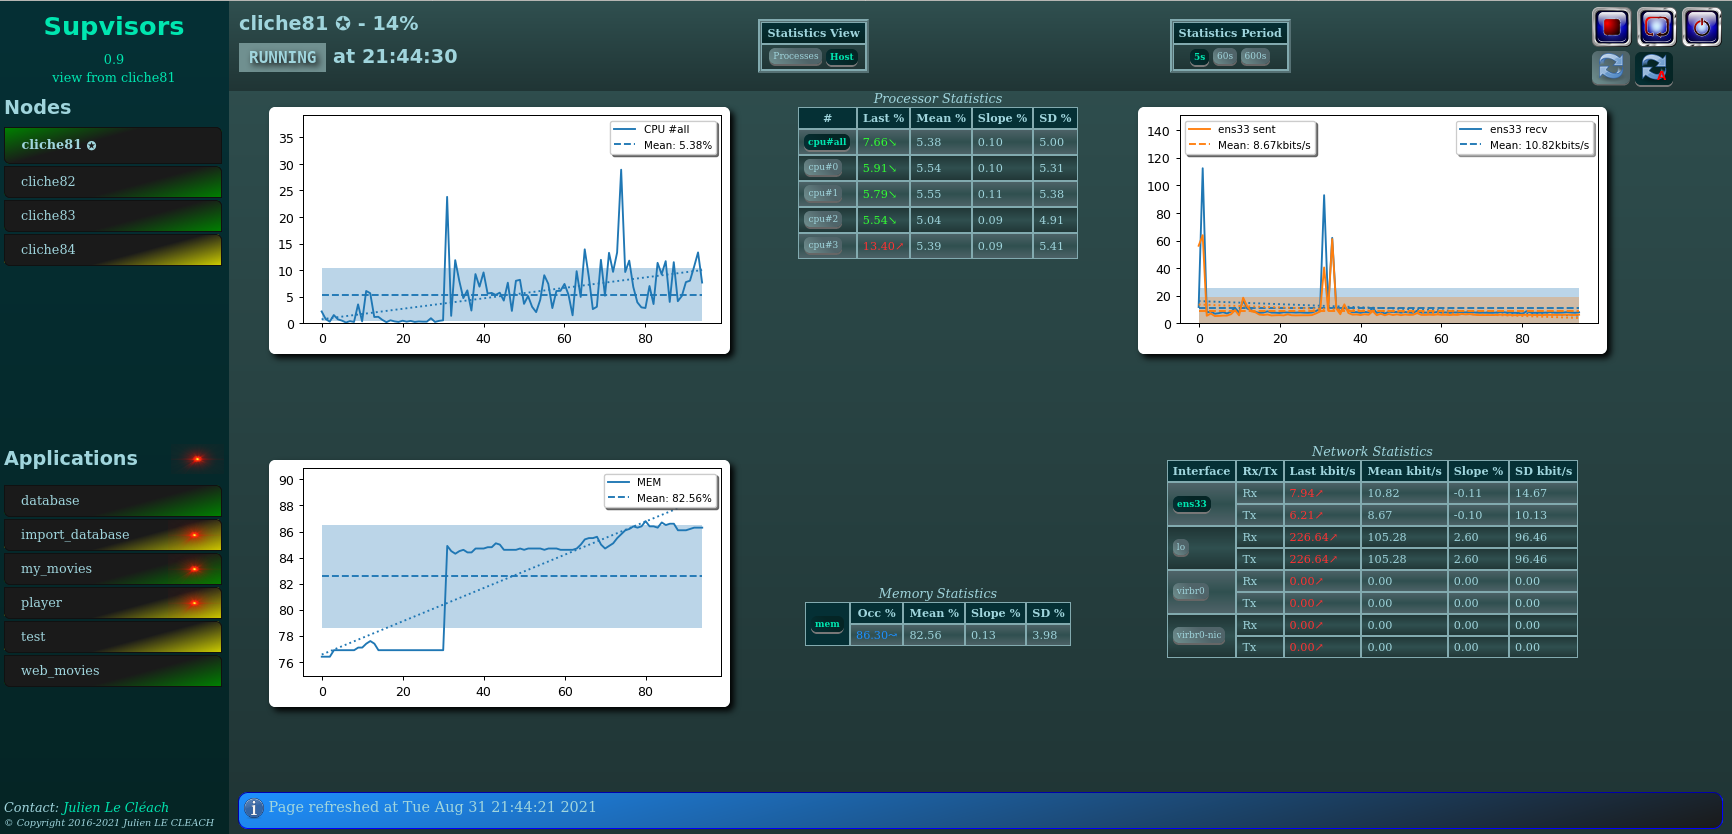 Supvisors
0.9
view from cliche81
Nodes
cliche81 ✪
cliche82
cliche83
cliche84
Applications
database
import_database
my_movies
player
test
web_movies
Contact: Julien Le Cléach
© Copyright 2016-2021 Julien LE CLEACH
cliche81 ✪ - 14%
RUNNING at 21:44:30
Statistics View
Processes Host
Statistics Period
5s 60s 600s
CPU #all
Mean: 5.38%
35
30
25
20
15
10
5
0
0 20 40 60 80
Processor Statistics
# Last % Mean % Slope % SD %
cpu#all 7.66↘ 5.38 0.10 5.00
cpu#0 5.91↘ 5.54 0.10 5.31
cpu#1 5.79↘ 5.55 0.11 5.38
cpu#2 5.54↘ 5.04 0.09 4.91
cpu#3 13.40↗ 5.39 0.09 5.41
ens33 sent
Mean: 8.67kbits/s
ens33 recv
Mean: 10.82kbits/s
140
120
100
80
60
40
20
0
0 20 40 60 80
MEM
Mean: 82.56%
90
88
86
84
82
80
78
76
0 20 40 60 80
Memory Statistics
mem Occ % Mean % Slope % SD %
86.30~ 82.56 0.13 3.98
Network Statistics
Interface Rx/Tx Last kbit/s Mean kbit/s Slope % SD kbit/s
ens33 Rx 7.94↗ 10.82 -0.11 14.67
Tx 6.21↗ 8.67 -0.10 10.13
lo Rx 226.64↗ 105.28 2.60 96.46
Tx 226.64↗ 105.28 2.60 96.46
virbr0 Rx 0.00↗ 0.00 0.00 0.00
Tx 0.00↗ 0.00 0.00 0.00
virbr0-nic Rx 0.00↗ 0.00 0.00 0.00
Tx 0.00↗ 0.00 0.00 0.00
Page refreshed at Tue Aug 31 21:44:21 2021